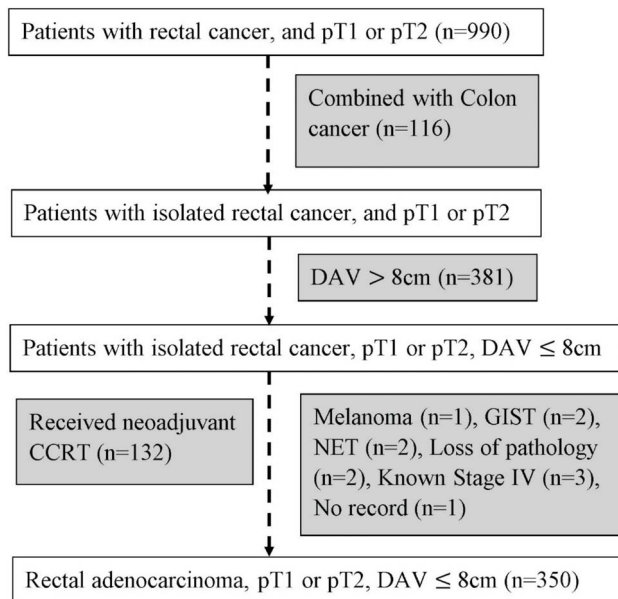 Patients with rectal cancer, and pT1 or pT2 (n=990)
Combined with Colon
cancer (n=116)
Patients with isolated rectal cancer, and pT1 or pT2
DAV > 8cm (n=381)
Patients with isolated rectal cancer, pT1 or pT2, DAV ≤ 8cm
Received neoadjuvant
CCRT (n=132)
Melanoma (n=1), GIST (n=2),
NET (n=2), Loss of pathology
(n=2), Known Stage IV (n=3),
No record (n=1)
Rectal adenocarcinoma, pT1 or pT2, DAV ≤ 8cm (n=350)